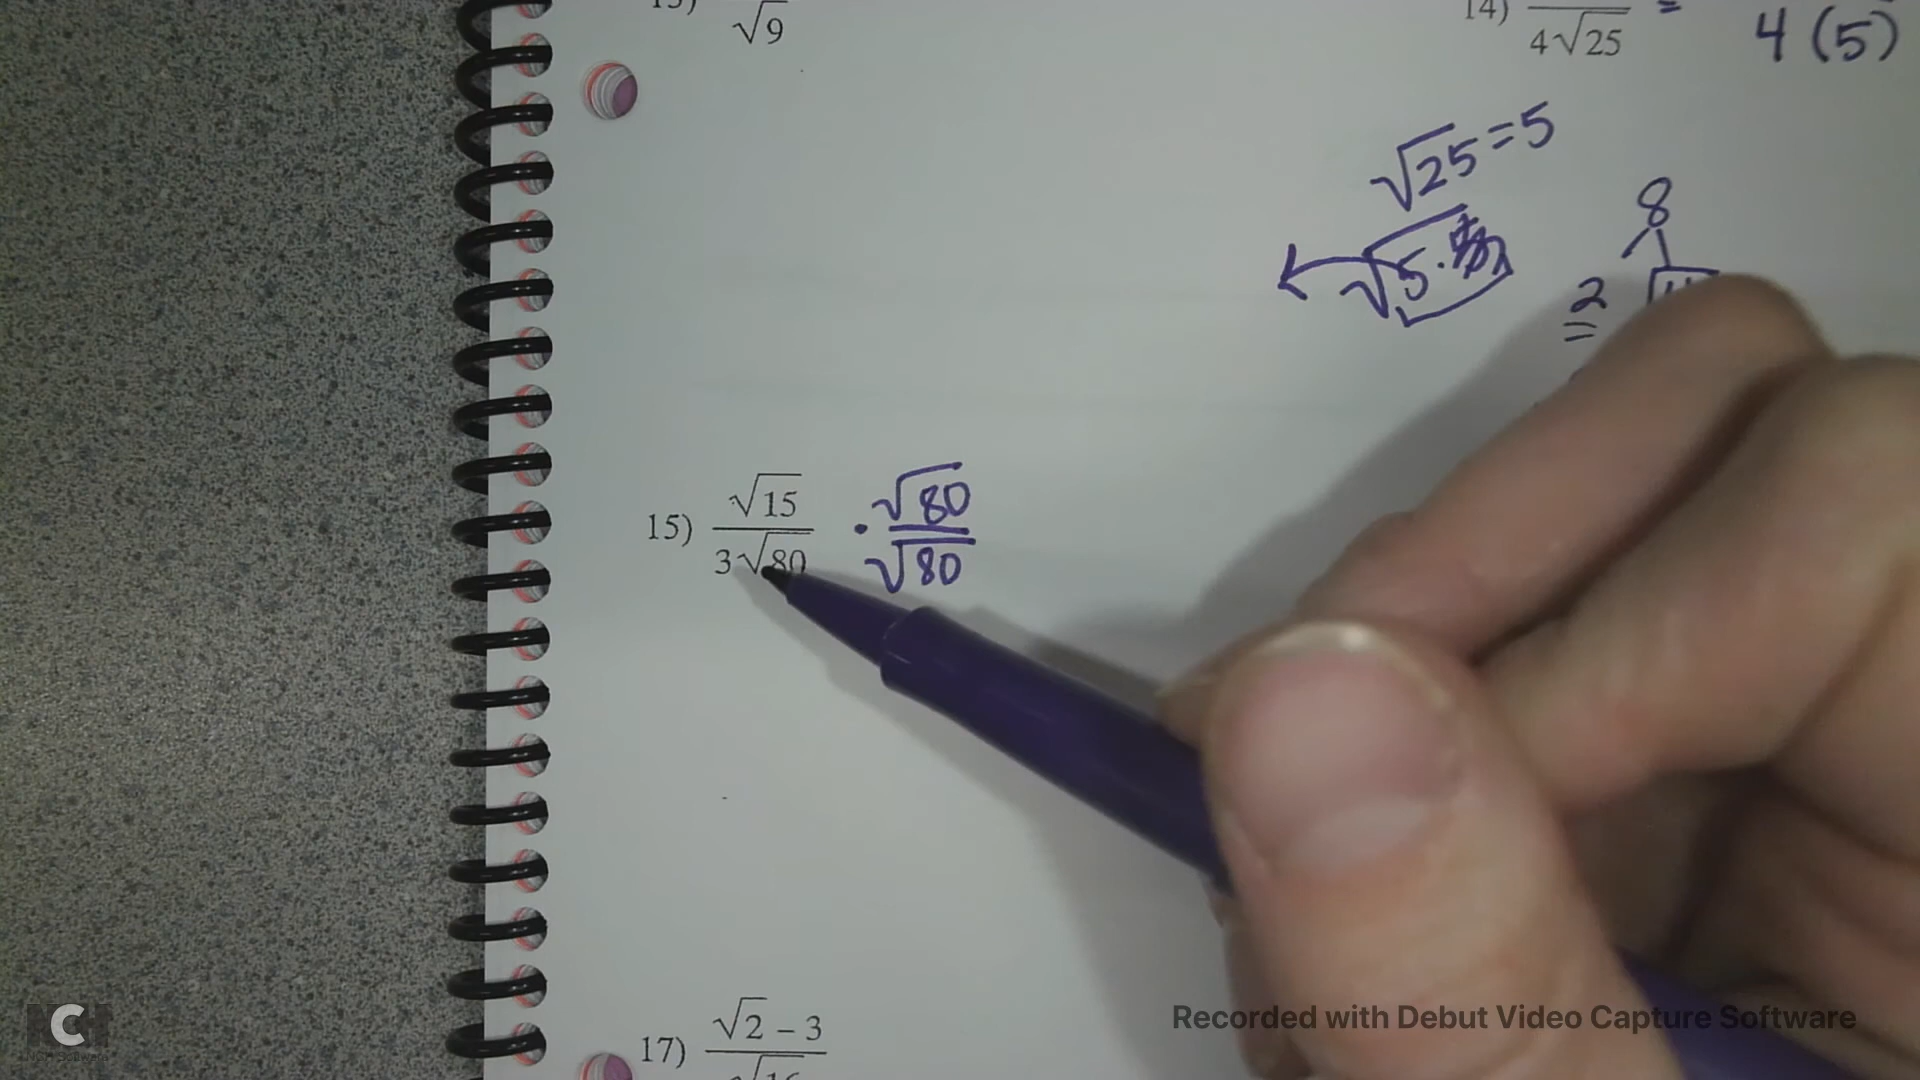 √9
14) 4√25 = 4 (5)
√25 = 5
8
√5 ·
2
15) √15 / 3√80 · √80 / √80
17) √2 – 3
Recorded with Debut Video Capture Software